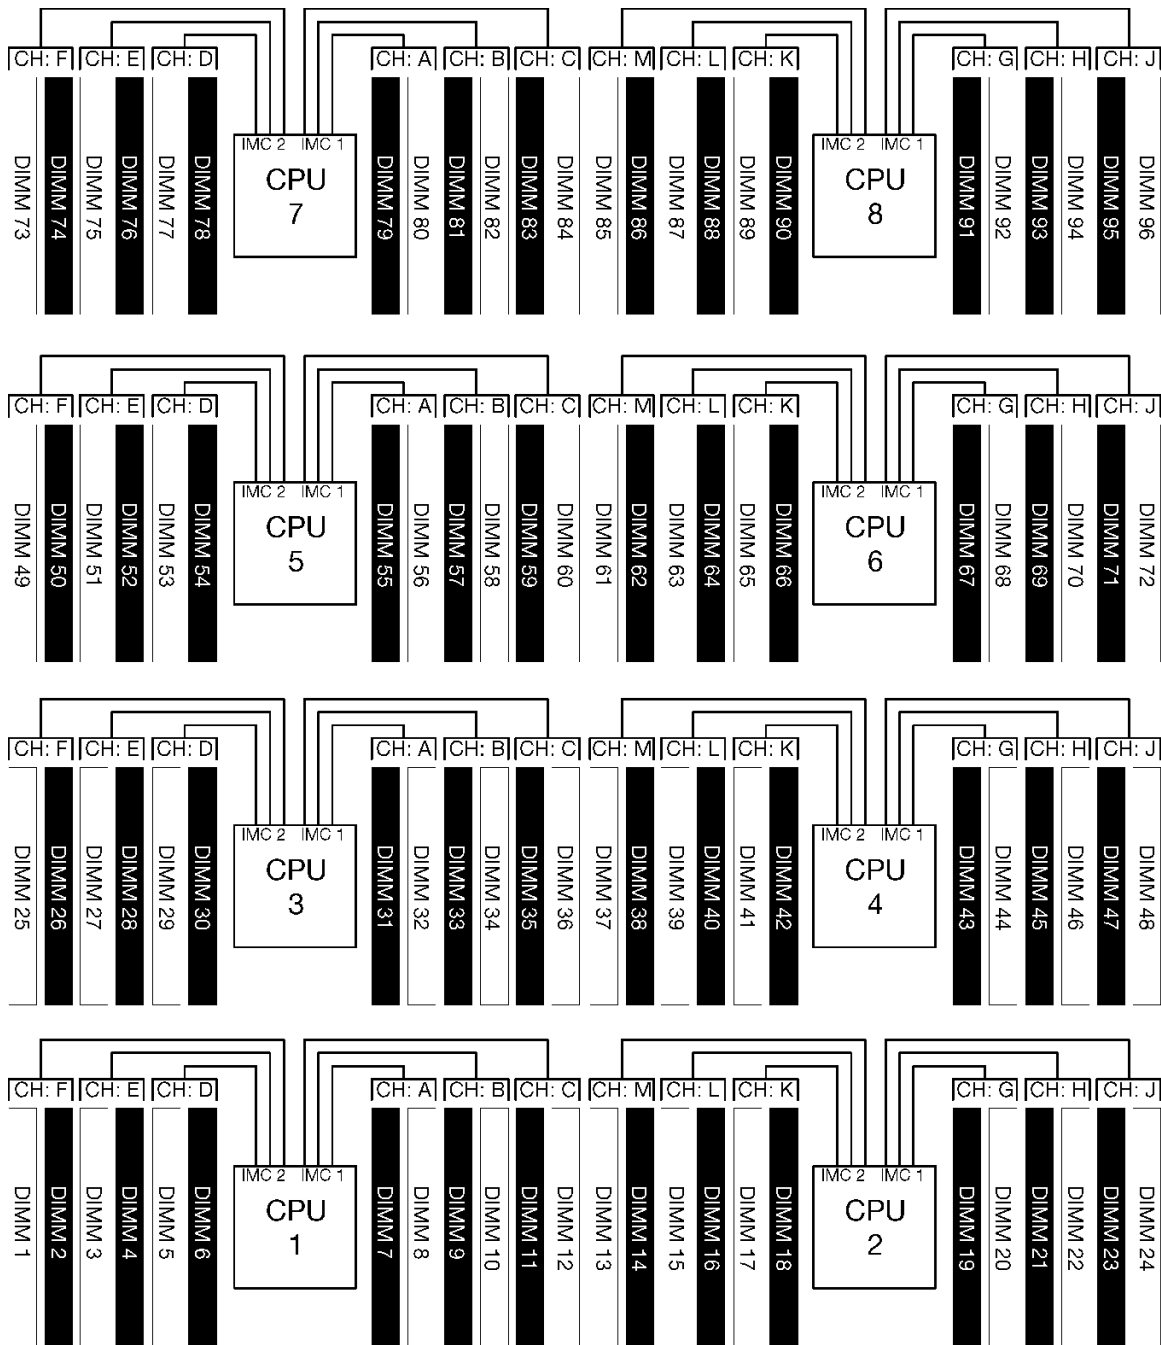 CH: F CH: E CH: D CH: A CH: B CH: C CH: M CH: L CH: K CH: G CH: H CH: J
IMC 2 IMC 1 IMC 2 IMC 1
CPU 7 CPU 8
DIMM 73 DIMM 74 DIMM 75 DIMM 76 DIMM 77 DIMM 78 DIMM 79 DIMM 80 DIMM 81 DIMM 82 DIMM 83 DIMM 84 DIMM 85 DIMM 86 DIMM 87 DIMM 88 DIMM 89 DIMM 90 DIMM 91 DIMM 92 DIMM 93 DIMM 94 DIMM 95 DIMM 96
CH: F CH: E CH: D CH: A CH: B CH: C CH: M CH: L CH: K CH: G CH: H CH: J
IMC 2 IMC 1 IMC 2 IMC 1
CPU 5 CPU 6
DIMM 49 DIMM 50 DIMM 51 DIMM 52 DIMM 53 DIMM 54 DIMM 55 DIMM 56 DIMM 57 DIMM 58 DIMM 59 DIMM 60 DIMM 61 DIMM 62 DIMM 63 DIMM 64 DIMM 65 DIMM 66 DIMM 67 DIMM 68 DIMM 69 DIMM 70 DIMM 71 DIMM 72
CH: F CH: E CH: D CH: A CH: B CH: C CH: M CH: L CH: K CH: G CH: H CH: J
IMC 2 IMC 1 IMC 2 IMC 1
CPU 3 CPU 4
DIMM 25 DIMM 26 DIMM 27 DIMM 28 DIMM 29 DIMM 30 DIMM 31 DIMM 32 DIMM 33 DIMM 34 DIMM 35 DIMM 36 DIMM 37 DIMM 38 DIMM 39 DIMM 40 DIMM 41 DIMM 42 DIMM 43 DIMM 44 DIMM 45 DIMM 46 DIMM 47 DIMM 48
CH: F CH: E CH: D CH: A CH: B CH: C CH: M CH: L CH: K CH: G CH: H CH: J
IMC 2 IMC 1 IMC 2 IMC 1
CPU 1 CPU 2
DIMM 1 DIMM 2 DIMM 3 DIMM 4 DIMM 5 DIMM 6 DIMM 7 DIMM 8 DIMM 9 DIMM 10 DIMM 11 DIMM 12 DIMM 13 DIMM 14 DIMM 15 DIMM 16 DIMM 17 DIMM 18 DIMM 19 DIMM 20 DIMM 21 DIMM 22 DIMM 23 DIMM 24